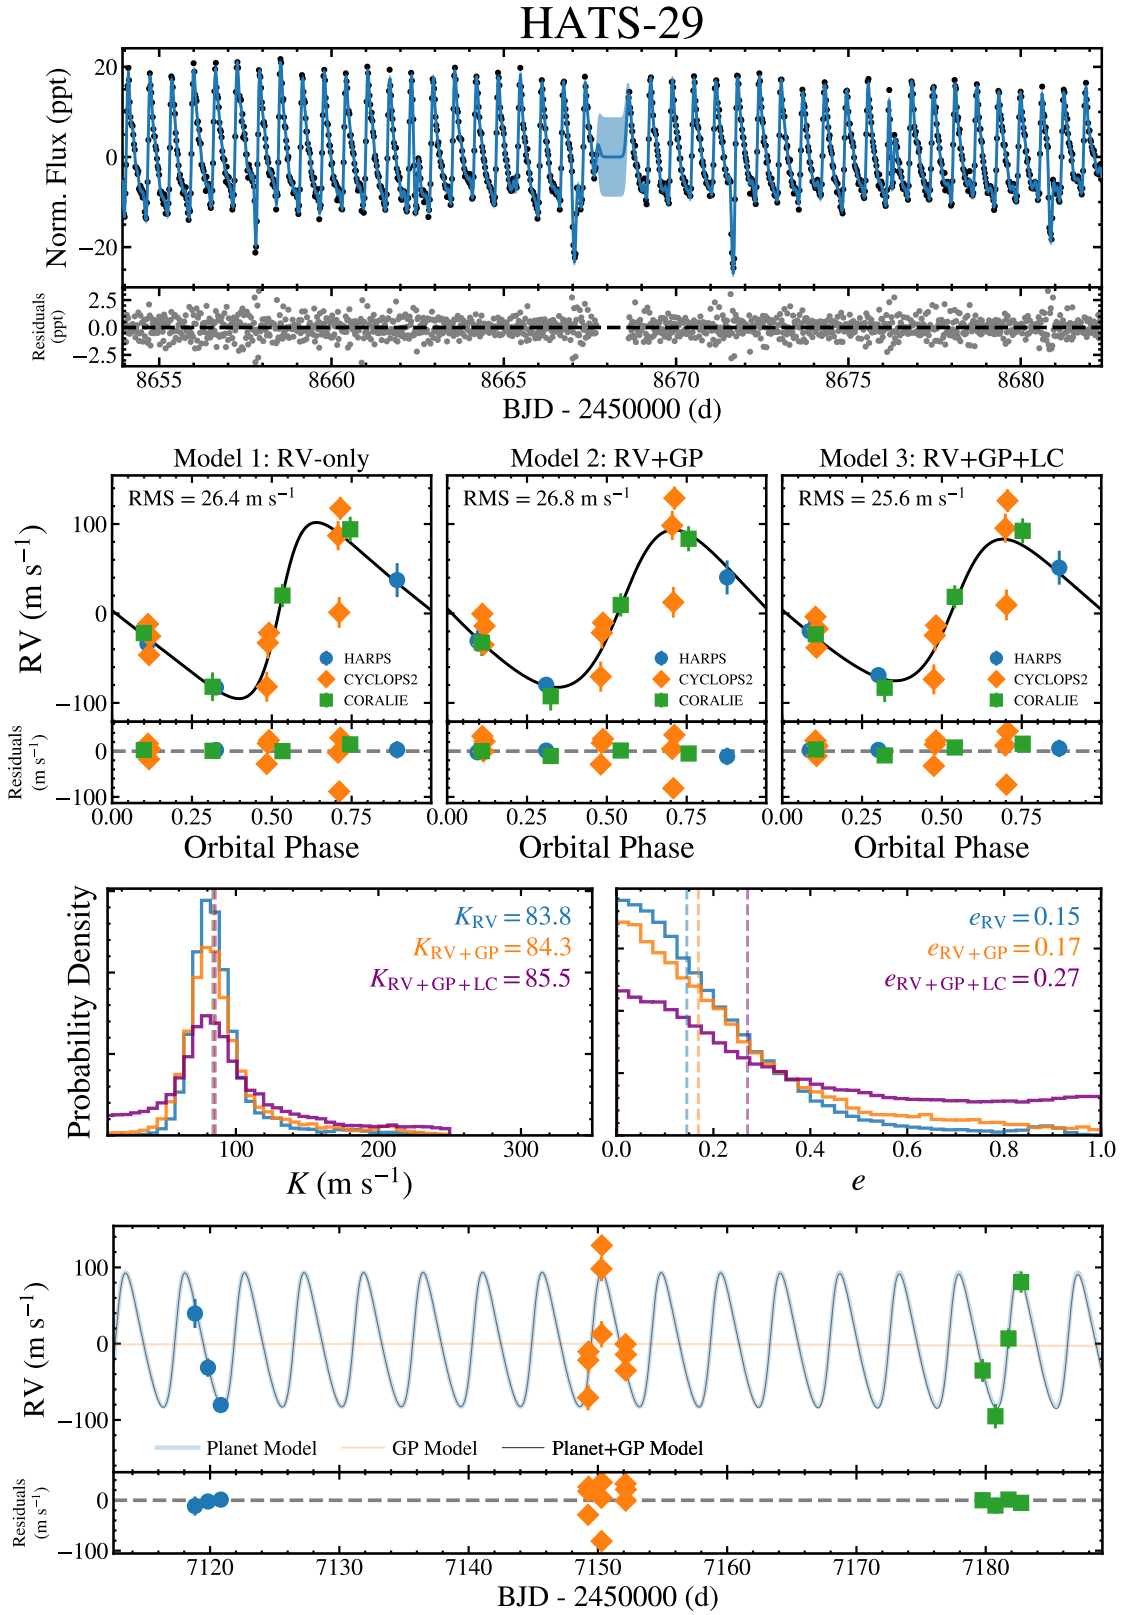 HATS-29
Norm. Flux (ppt)
20
0
−20
Residuals
(ppt)
2.5
0.0
−2.5
8655 8660 8665 8670 8675 8680
BJD - 2450000 (d)
Model 1: RV-only Model 2: RV+GP Model 3: RV+GP+LC
RV (m s⁻¹)
100
0
−100
RMS = 26.4 m s⁻¹
HARPS
CYCLOPS2
CORALIE
RMS = 26.8 m s⁻¹
HARPS
CYCLOPS2
CORALIE
RMS = 25.6 m s⁻¹
HARPS
CYCLOPS2
CORALIE
Residuals
(m s⁻¹)
0
−100
0.00 0.25 0.50 0.75 0.00 0.25 0.50 0.75 0.00 0.25 0.50 0.75
Orbital Phase Orbital Phase Orbital Phase
Probability Density
K_RV = 83.8
K_RV+GP = 84.3
K_RV+GP+LC = 85.5
100 200 300
K (m s⁻¹)
e_RV = 0.15
e_RV+GP = 0.17
e_RV+GP+LC = 0.27
0.0 0.2 0.4 0.6 0.8 1.0
e
RV (m s⁻¹)
100
0
−100
Planet Model GP Model Planet+GP Model
Residuals
(m s⁻¹)
0
−100
7120 7130 7140 7150 7160 7170 7180
BJD - 2450000 (d)